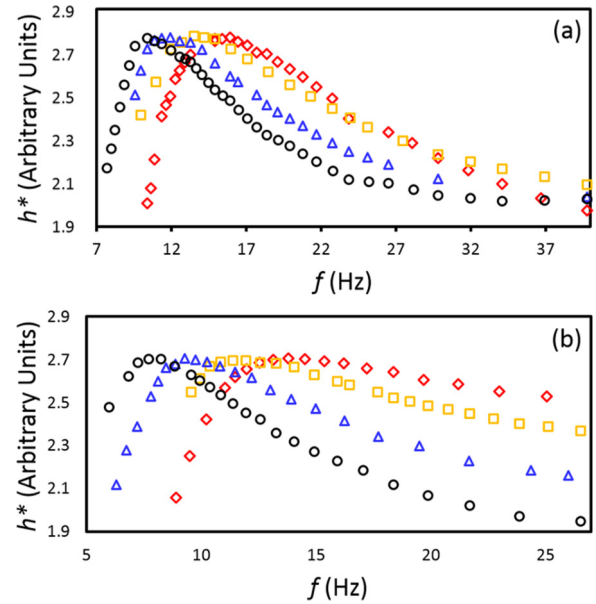 (a)
h* (Arbitrary Units)
2.9
2.7
2.5
2.3
2.1
1.9
7 12 17 22 27 32 37
f (Hz)
(b)
h* (Arbitrary Units)
2.9
2.7
2.5
2.3
2.1
1.9
5 10 15 20 25
f (Hz)